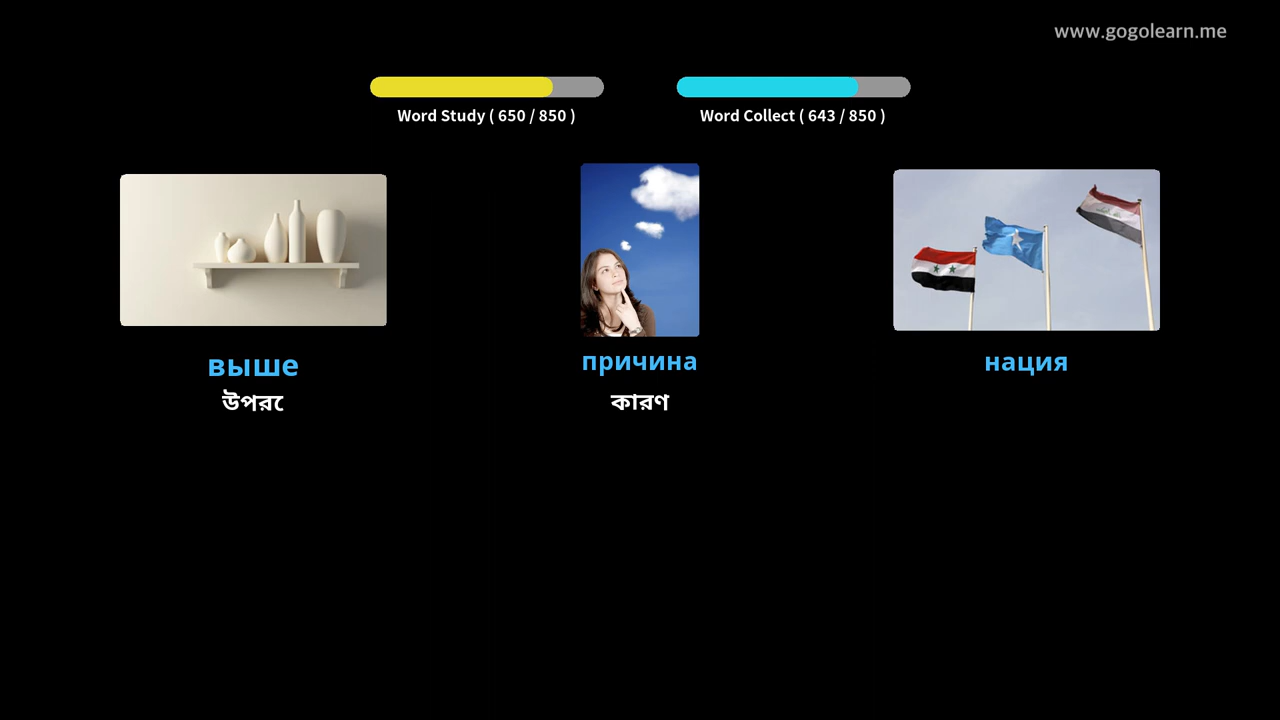 www.gogolearn.me
Word Study ( 650 / 850 )
Word Collect ( 643 / 850 )
выше
причина
нация
উপরে
কারণ